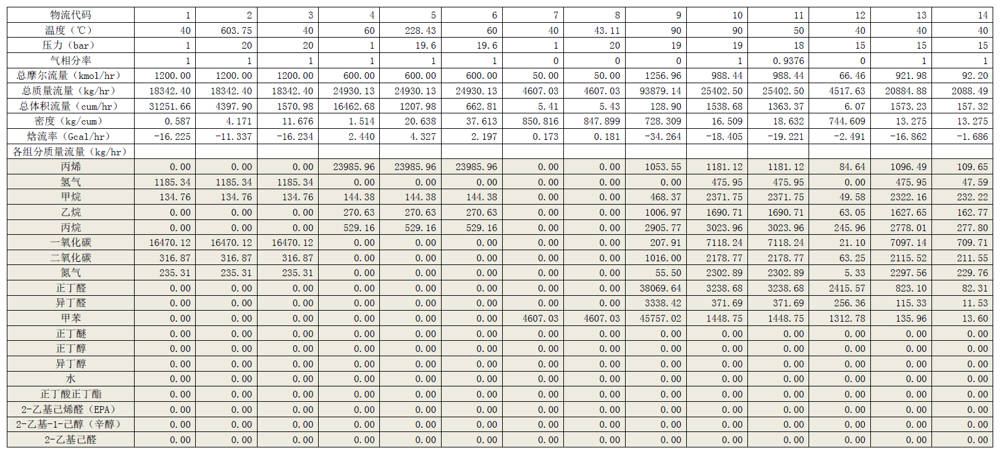 物流代码 1 2 3 4 5 6 7 8 9 10 11 12 13 14
温度（℃） 40 603.75 40 60 228.43 60 40 43.11 90 90 50 40 40 40
压力（bar） 1 20 20 1 19.6 19.6 1 20 19 19 18 15 15 15
气相分率 1 1 1 1 1 1 0 0 0 1 0.9376 0 1 1
总摩尔流量（kmol/hr） 1200.00 1200.00 1200.00 600.00 600.00 600.00 50.00 50.00 1256.96 988.44 988.44 66.46 921.98 92.20
总质量流量（kg/hr） 18342.40 18342.40 18342.40 24930.13 24930.13 24930.13 4607.03 4607.03 93879.14 25402.50 25402.50 4517.63 20884.88 2088.49
总体积流量（cum/hr） 31251.66 4397.90 1570.98 16462.68 1207.98 662.81 5.41 5.43 128.90 1538.68 1363.37 6.07 1573.23 157.32
密度（kg/cum） 0.587 4.171 11.676 1.514 20.638 37.613 850.816 847.899 728.309 16.509 18.632 744.609 13.275 13.275
焓流率（Gcal/hr） -16.225 -11.337 -16.234 2.440 4.327 2.197 0.173 0.181 -34.264 -18.405 -19.221 -2.491 -16.862 -1.686
各组分质量流量（kg/hr）
丙烯 0.00 0.00 0.00 23985.96 23985.96 23985.96 0.00 0.00 1053.55 1181.12 1181.12 84.64 1096.49 109.65
氢气 1185.34 1185.34 1185.34 0.00 0.00 0.00 0.00 0.00 0.00 475.95 475.95 0.00 475.95 47.59
甲烷 134.76 134.76 134.76 144.38 144.38 144.38 0.00 0.00 468.37 2371.75 2371.75 49.58 2322.16 232.22
乙烷 0.00 0.00 0.00 270.63 270.63 270.63 0.00 0.00 1006.97 1690.71 1690.71 63.05 1627.65 162.77
丙烷 0.00 0.00 0.00 529.16 529.16 529.16 0.00 0.00 2905.77 3023.96 3023.96 245.96 2778.01 277.80
一氧化碳 16470.12 16470.12 16470.12 0.00 0.00 0.00 0.00 0.00 207.91 7118.24 7118.24 21.10 7097.14 709.71
二氧化碳 316.87 316.87 316.87 0.00 0.00 0.00 0.00 0.00 1016.00 2178.77 2178.77 63.25 2115.52 211.55
氮气 235.31 235.31 235.31 0.00 0.00 0.00 0.00 0.00 55.50 2302.89 2302.89 5.33 2297.56 229.76
正丁醛 0.00 0.00 0.00 0.00 0.00 0.00 0.00 0.00 38069.64 3238.68 3238.68 2415.57 823.10 82.31
异丁醛 0.00 0.00 0.00 0.00 0.00 0.00 0.00 0.00 3338.42 371.69 371.69 256.36 115.33 11.53
甲苯 0.00 0.00 0.00 0.00 0.00 0.00 4607.03 4607.03 45757.02 1448.75 1448.75 1312.78 135.96 13.60
正丁醚 0.00 0.00 0.00 0.00 0.00 0.00 0.00 0.00 0.00 0.00 0.00 0.00 0.00 0.00
正丁醇 0.00 0.00 0.00 0.00 0.00 0.00 0.00 0.00 0.00 0.00 0.00 0.00 0.00 0.00
异丁醇 0.00 0.00 0.00 0.00 0.00 0.00 0.00 0.00 0.00 0.00 0.00 0.00 0.00 0.00
水 0.00 0.00 0.00 0.00 0.00 0.00 0.00 0.00 0.00 0.00 0.00 0.00 0.00 0.00
正丁酸正丁酯 0.00 0.00 0.00 0.00 0.00 0.00 0.00 0.00 0.00 0.00 0.00 0.00 0.00 0.00
2-乙基己烯醛（EPA） 0.00 0.00 0.00 0.00 0.00 0.00 0.00 0.00 0.00 0.00 0.00 0.00 0.00 0.00
2-乙基-1-己醇（辛醇） 0.00 0.00 0.00 0.00 0.00 0.00 0.00 0.00 0.00 0.00 0.00 0.00 0.00 0.00
2-乙基己醛 0.00 0.00 0.00 0.00 0.00 0.00 0.00 0.00 0.00 0.00 0.00 0.00 0.00 0.00